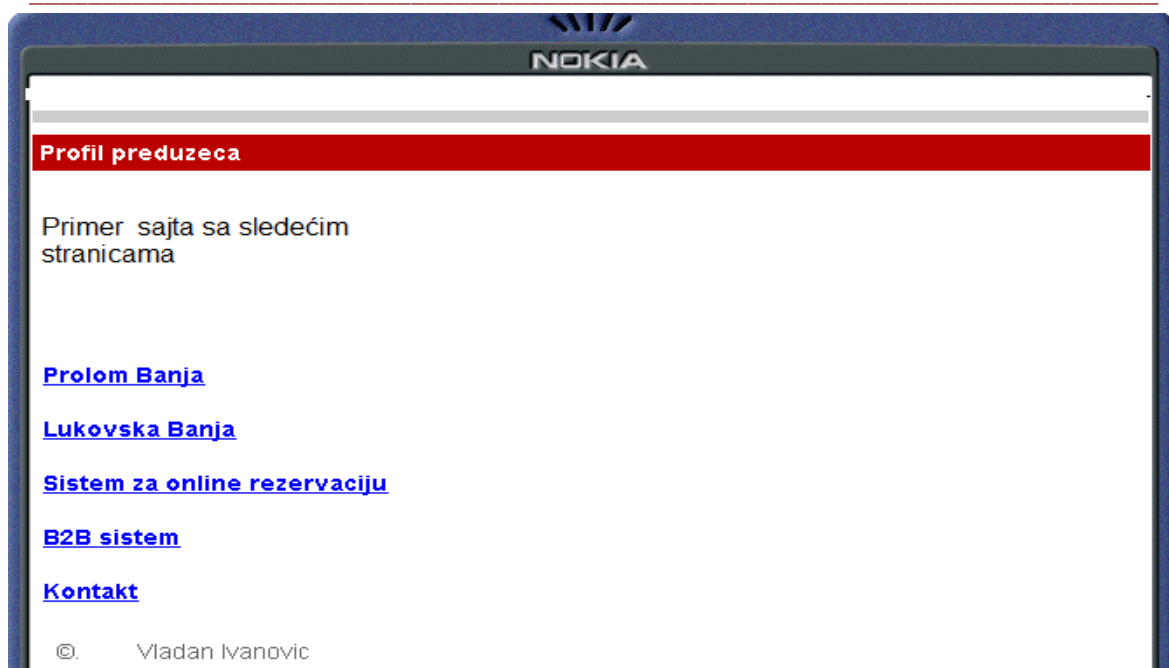 NOKIA
Profil preduzeca
Primer sajta sa sledećim
stranicama
Prolom Banja
Lukovska Banja
Sistem za online rezervaciju
B2B sistem
Kontakt
©. Vladan Ivanovic